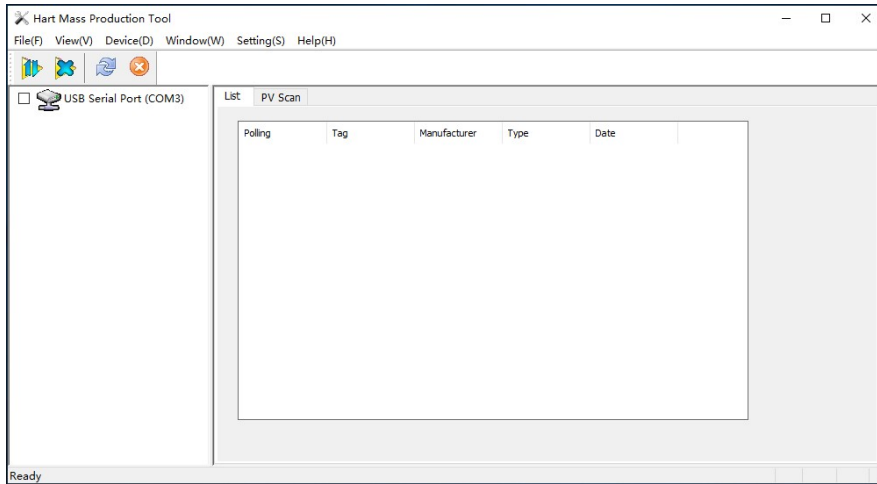 Hart Mass Production Tool
File(F) View(V) Device(D) Window(W) Setting(S) Help(H)
USB Serial Port (COM3)
List PV Scan
Polling Tag Manufacturer Type Date
Ready